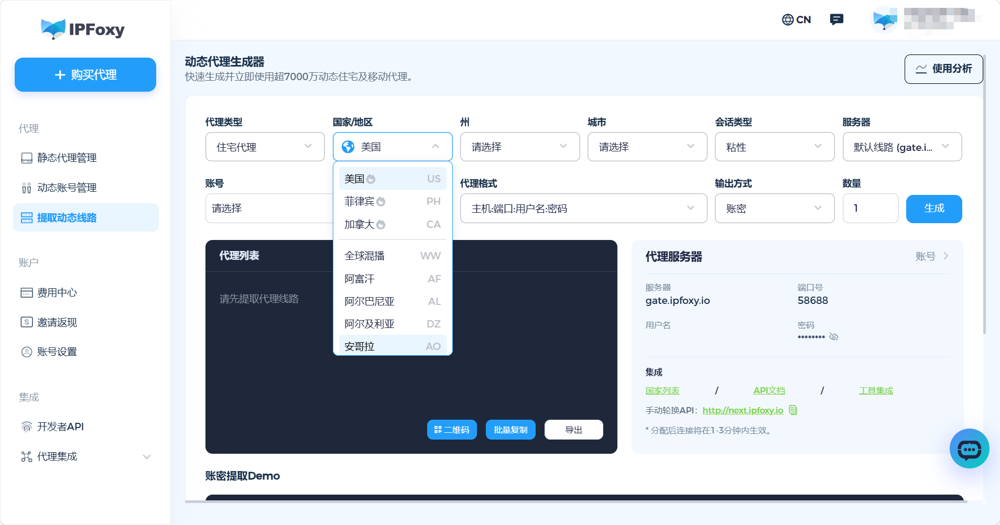 IPFoxy
CN
购买代理
代理
静态代理管理
动态账号管理
提取动态线路
账户
费用中心
邀请返现
账号设置
集成
开发者API
代理集成
动态代理生成器
快速生成并立即使用超7000万动态住宅及移动代理。
使用分析
代理类型
国家/地区
州
城市
会话类型
服务器
住宅代理
美国
请选择
请选择
粘性
默认线路 (gate.i...
账号
代理格式
输出方式
数量
请选择
主机:端口:用户名:密码
账密
1
生成
美国 US
菲律宾 PH
加拿大 CA
全球混播 WW
阿富汗 AF
阿尔巴尼亚 AL
阿尔及利亚 DZ
安哥拉 AO
代理列表
请先提取代理线路
二维码
批量复制
导出
代理服务器
账号
服务器
端口号
gate.ipfoxy.io
58688
用户名
密码
********
集成
国家列表 / API文档 / 工具集成
手动轮换API: http://next.ipfoxy.io
* 分配后连接将在1-3分钟内生效。
账密提取Demo